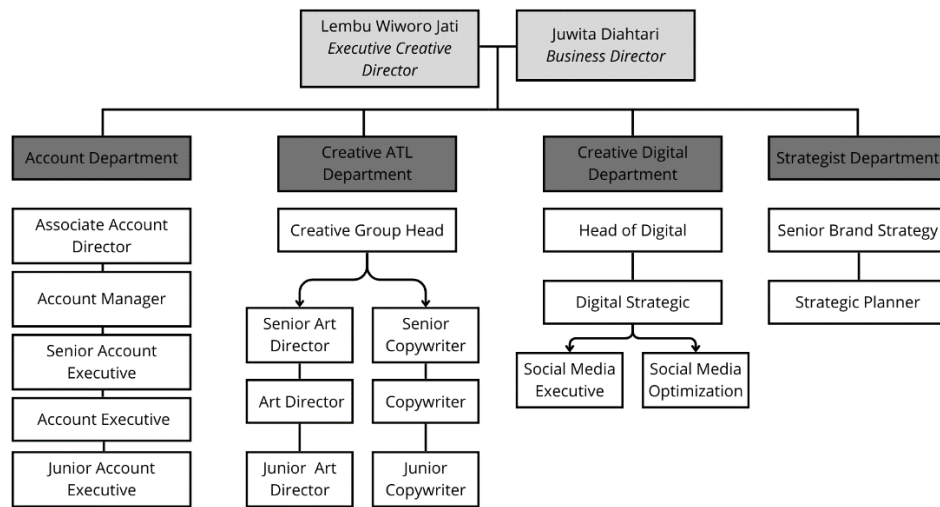 Lembu Wiworo Jati
Executive Creative
Director
Juwita Diahtari
Business Director
Account Department
Creative ATL
Department
Creative Digital
Department
Strategist Department
Associate Account
Director
Account Manager
Senior Account
Executive
Account Executive
Junior Account
Executive
Creative Group Head
Senior Art
Director
Art Director
Junior Art
Director
Senior
Copywriter
Copywriter
Junior
Copywriter
Head of Digital
Digital Strategic
Social Media
Executive
Social Media
Optimization
Senior Brand Strategy
Strategic Planner